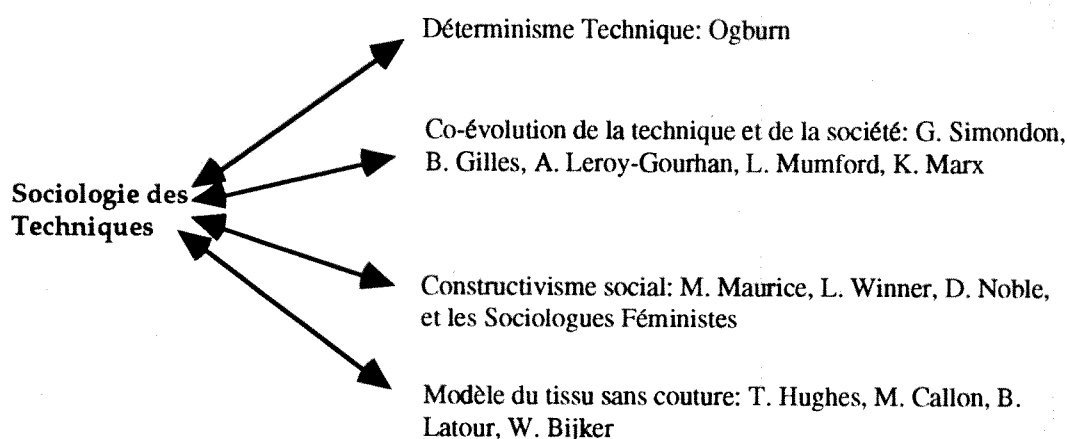 Déterminisme Technique: Ogburn
Co-évolution de la technique et de la société: G. Simondon,
B. Gilles, A. Leroy-Gourhan, L. Mumford, K. Marx
Sociologie des
Techniques
Constructivisme social: M. Maurice, L. Winner, D. Noble,
et les Sociologues Féministes
Modèle du tissu sans couture: T. Hughes, M. Callon, B.
Latour, W. Bijker